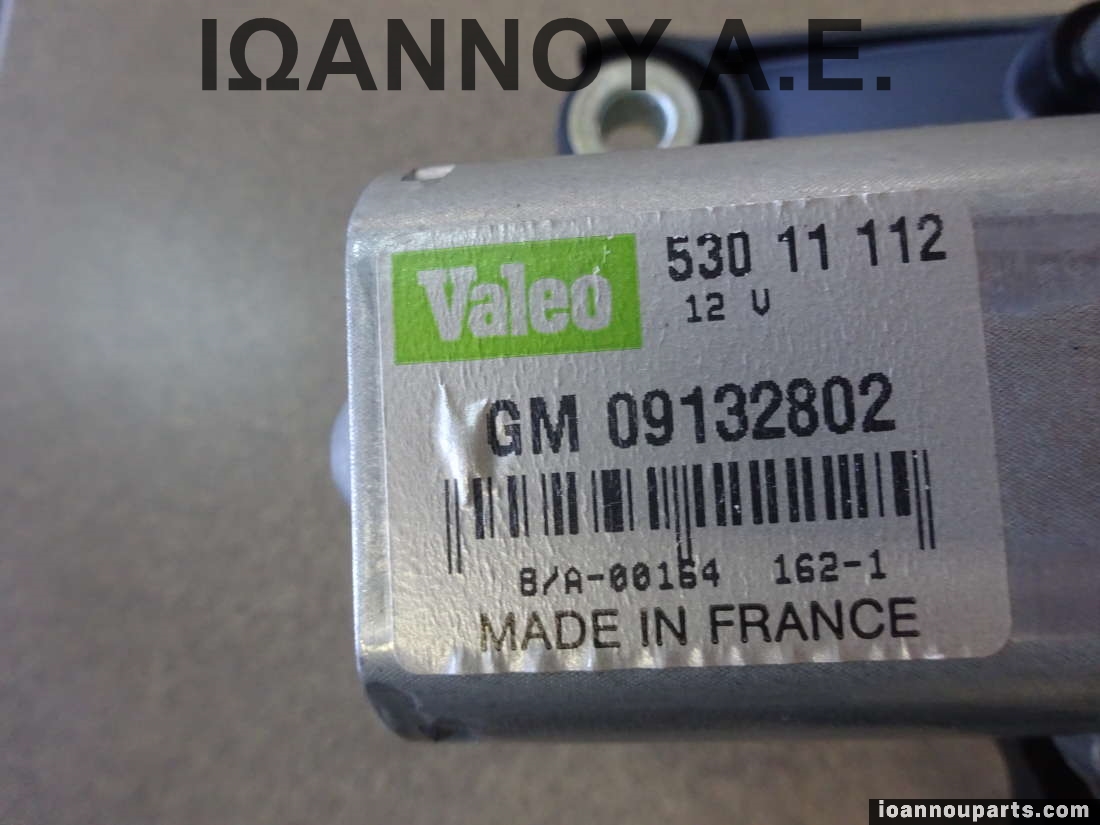 ΙΩΑΝΝΟΥ Α.Ε.
Valeo 530 11 112
12 V
GM 09132802
8/A-00164 162-1
MADE IN FRANCE
ioannouparts.com